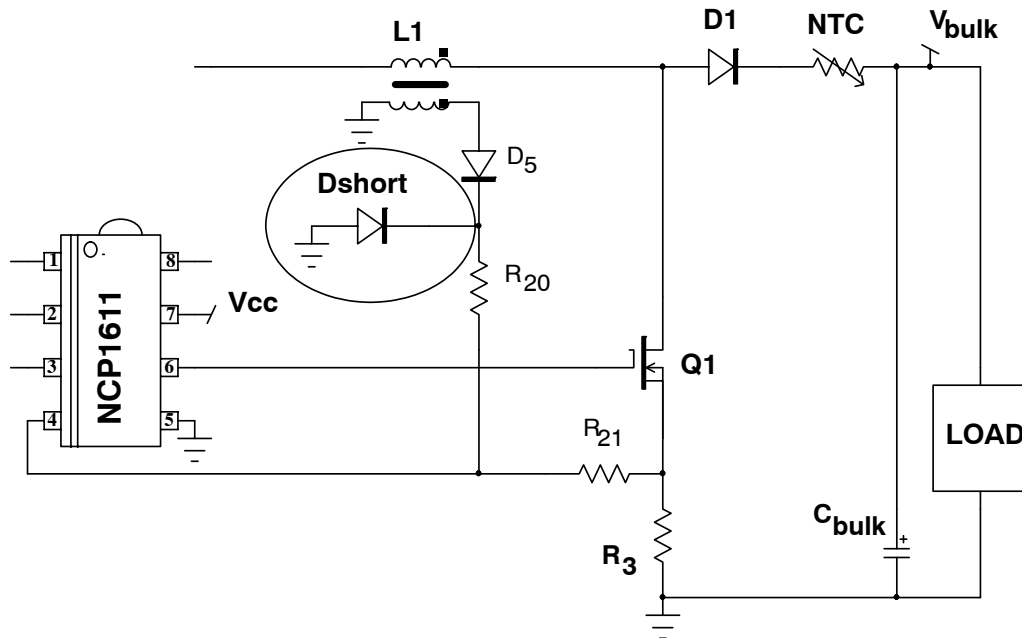 D1
NTC
Vbulk
L1
D5
Dshort
R20
Vcc
1
8
2
7
3
6
4
5
NCP1611
Q1
R21
LOAD
Cbulk
+
R3